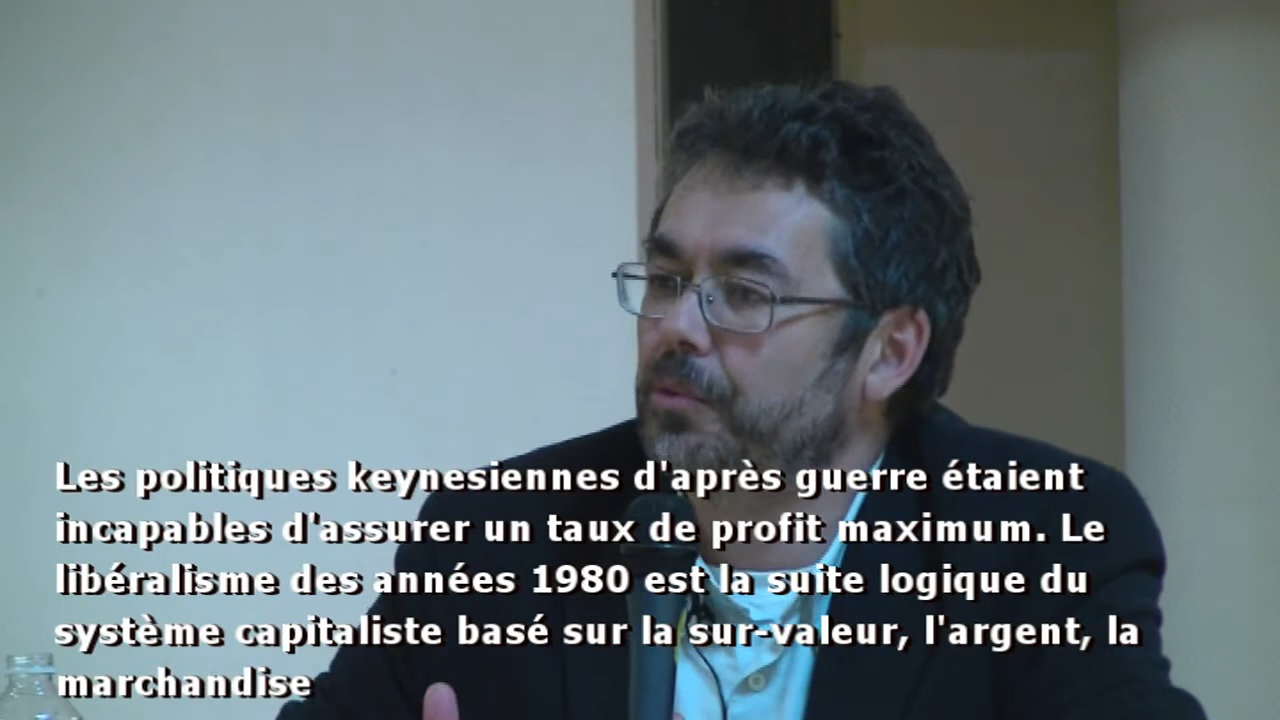 Les politiques keynesiennes d'après guerre étaient
incapables d'assurer un taux de profit maximum. Le
libéralisme des années 1980 est la suite logique du
système capitaliste basé sur la sur-valeur, l'argent, la
marchandise